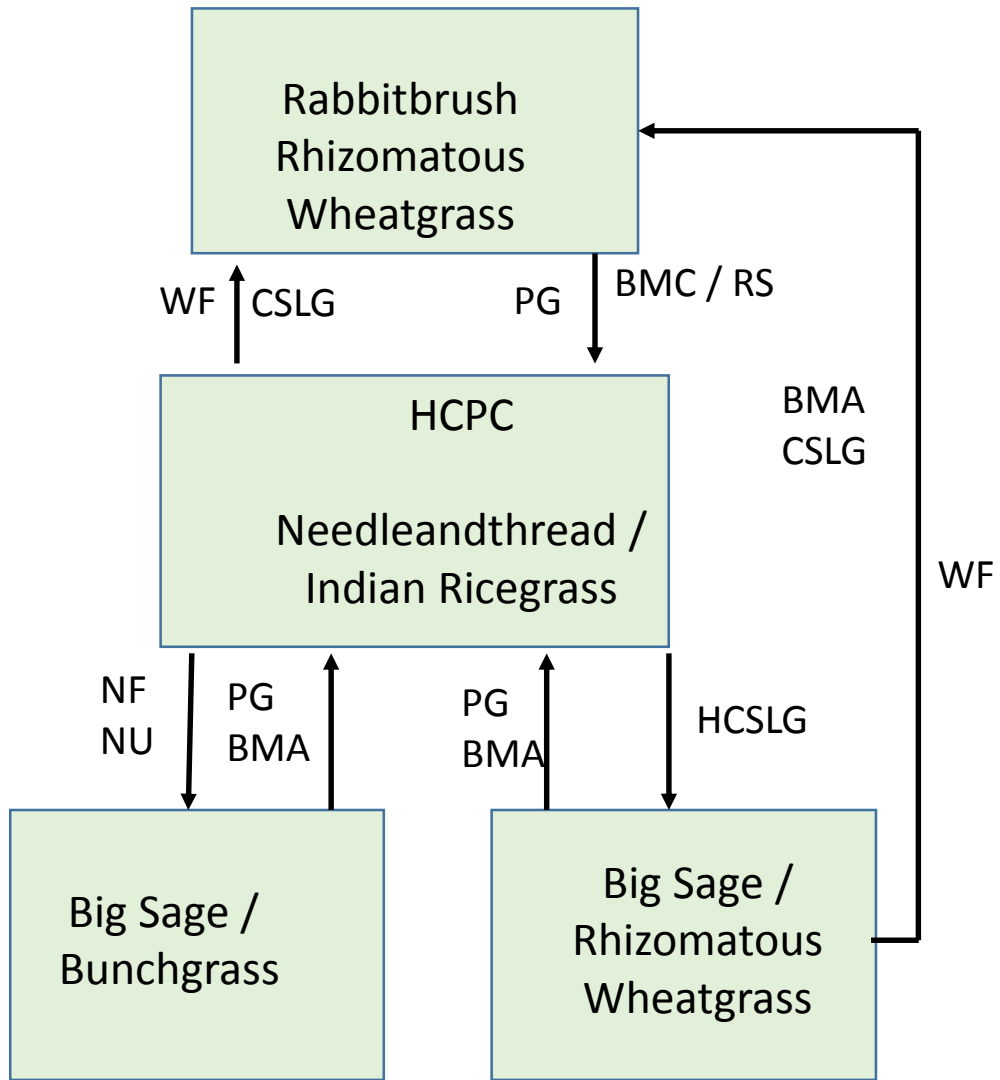 Rabbitbrush
Rhizomatous
Wheatgrass
WF
CSLG
PG
BMC / RS
HCPC
Needleandthread /
Indian Ricegrass
BMA
CSLG
WF
NF
NU
PG
BMA
PG
BMA
HCSLG
Big Sage /
Bunchgrass
Big Sage /
Rhizomatous
Wheatgrass